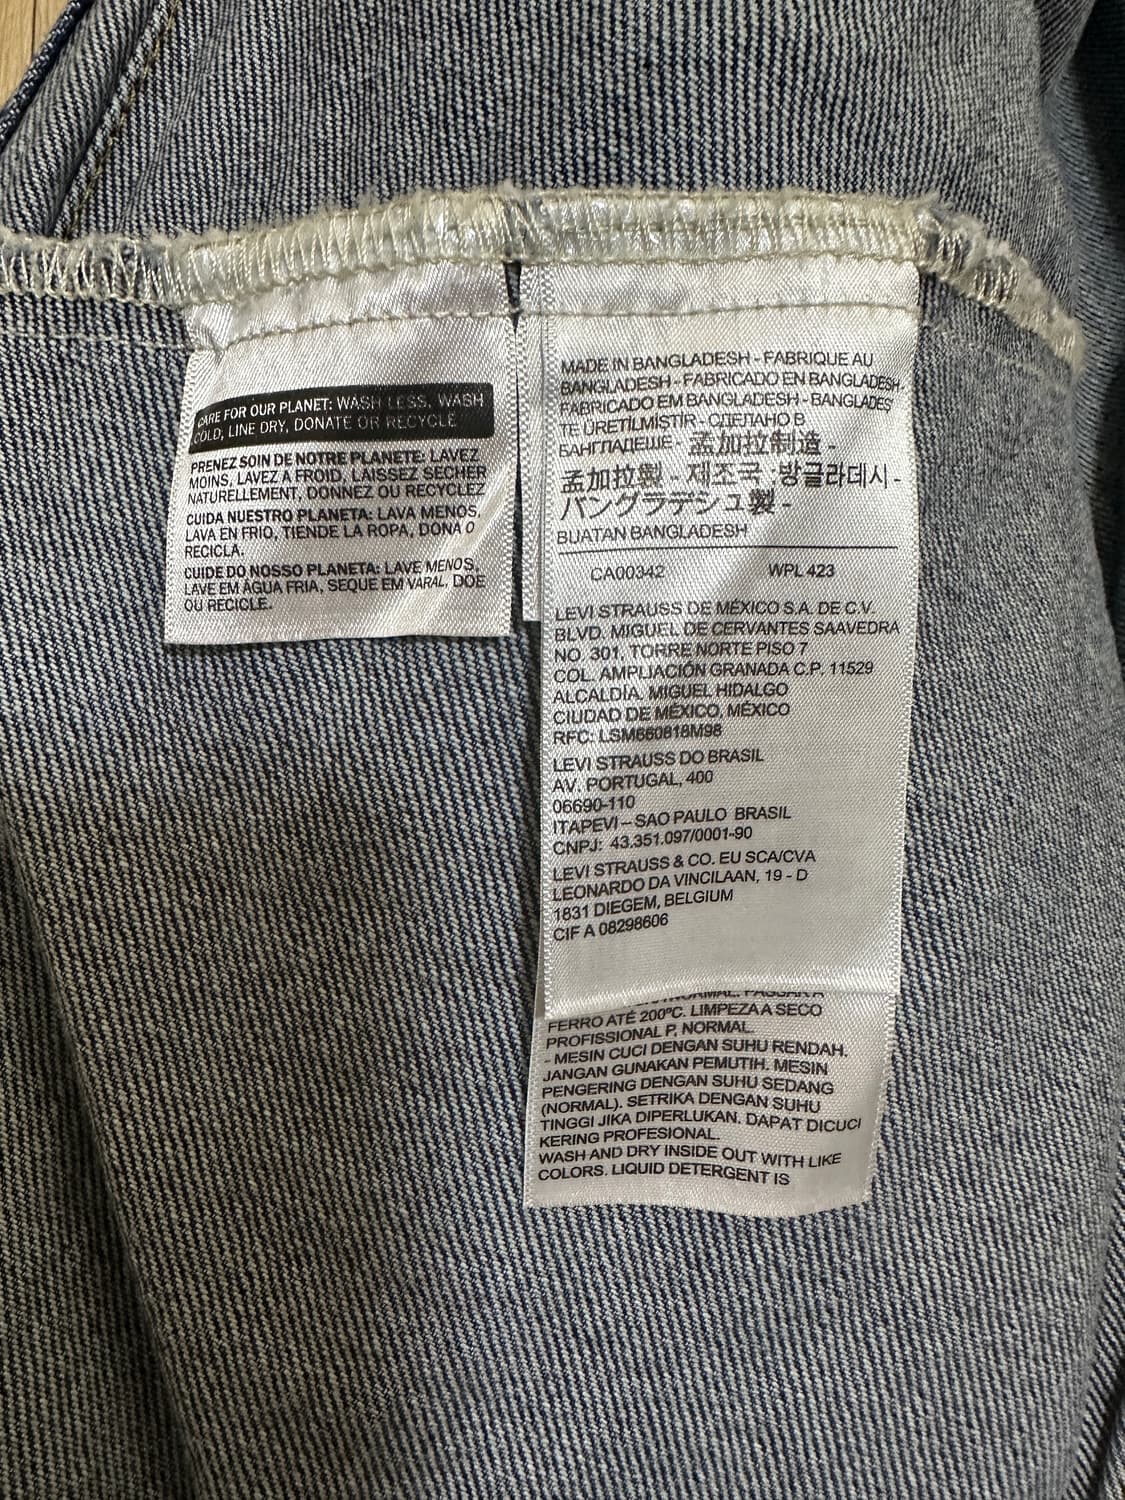 CARE FOR OUR PLANET: WASH LESS, WASH
COLD, LINE DRY, DONATE OR RECYCLE
PRENEZ SOIN DE NOTRE PLANETE: LAVEZ
MOINS, LAVEZ A FROID, LAISSEZ SECHER
NATURELLEMENT, DONNEZ OU RECYCLEZ
CUIDA NUESTRO PLANETA: LAVA MENOS,
LAVA EN FRIO, TIENDE LA ROPA, DONA O
RECICLA.
CUIDE DO NOSSO PLANETA: LAVE MENOS,
LAVE EM ÁGUA FRIA, SEQUE EM VARAL, DOE
OU RECICLE.
MADE IN BANGLADESH - FABRIQUE AU
BANGLADESH - FABRICADO EN BANGLADESH -
FABRICADO EM BANGLADESH - BANGLADEŞ'
TE ÜRETILMISTIR - СДЕЛАНО В
БАНГЛАДЕШЕ - 孟加拉制造 -
孟加拉製 - 제조국 :방글라데시 -
バングラデシュ製 -
BUATAN BANGLADESH
CA00342 WPL 423
LEVI STRAUSS DE MÉXICO S.A. DE C.V.
BLVD. MIGUEL DE CERVANTES SAAVEDRA
NO. 301, TORRE NORTE PISO 7
COL. AMPLIACIÓN GRANADA C.P. 11529
ALCALDÍA. MIGUEL HIDALGO
CIUDAD DE MÉXICO, MÉXICO
RFC: LSM660818M98
LEVI STRAUSS DO BRASIL
AV. PORTUGAL, 400
06690-110
ITAPEVI – SAO PAULO BRASIL
CNPJ: 43.351.097/0001-90
LEVI STRAUSS & CO. EU SCA/CVA
LEONARDO DA VINCILAAN, 19 - D
1831 DIEGEM, BELGIUM
CIF A 08298606
NORMAL. PASSAR A
FERRO ATÉ 200ºC. LIMPEZA A SECO
PROFISSIONAL P, NORMAL.
- MESIN CUCI DENGAN SUHU RENDAH.
JANGAN GUNAKAN PEMUTIH. MESIN
PENGERING DENGAN SUHU SEDANG
(NORMAL). SETRIKA DENGAN SUHU
TINGGI JIKA DIPERLUKAN. DAPAT DICUCI
KERING PROFESIONAL.
WASH AND DRY INSIDE OUT WITH LIKE
COLORS. LIQUID DETERGENT IS